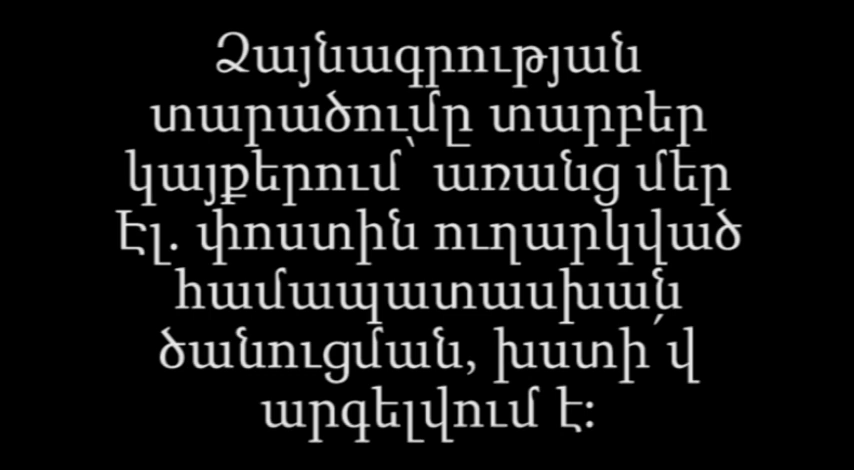 Ձայնագրության
տարածումը տարբեր
կայքերում՝ առանց մեր
Էլ. փոստին ուղարկված
համապատասխան
ծանուցման, խստի՛վ
արգելվում է: